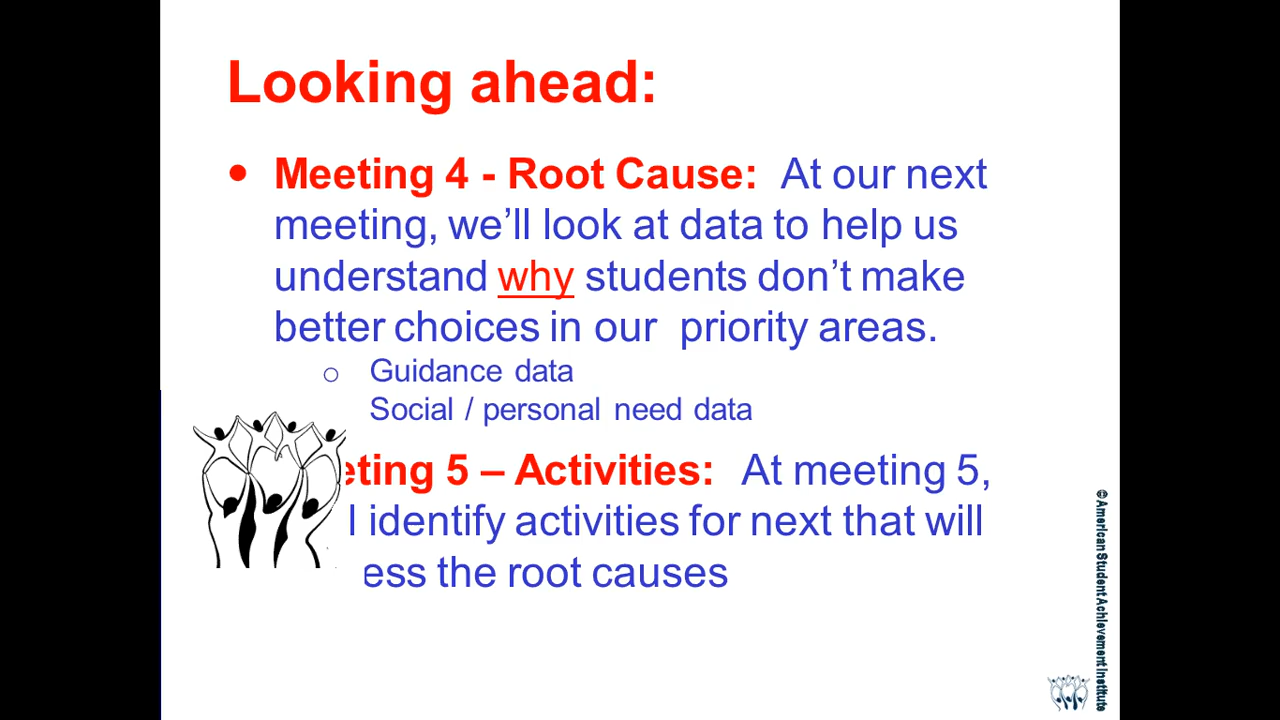 Looking ahead:
• Meeting 4 - Root Cause: At our next
meeting, we’ll look at data to help us
understand why students don’t make
better choices in our priority areas.
o Guidance data
Social / personal need data
eting 5 – Activities: At meeting 5,
l identify activities for next that will
ess the root causes
©American Student Achievement Institute